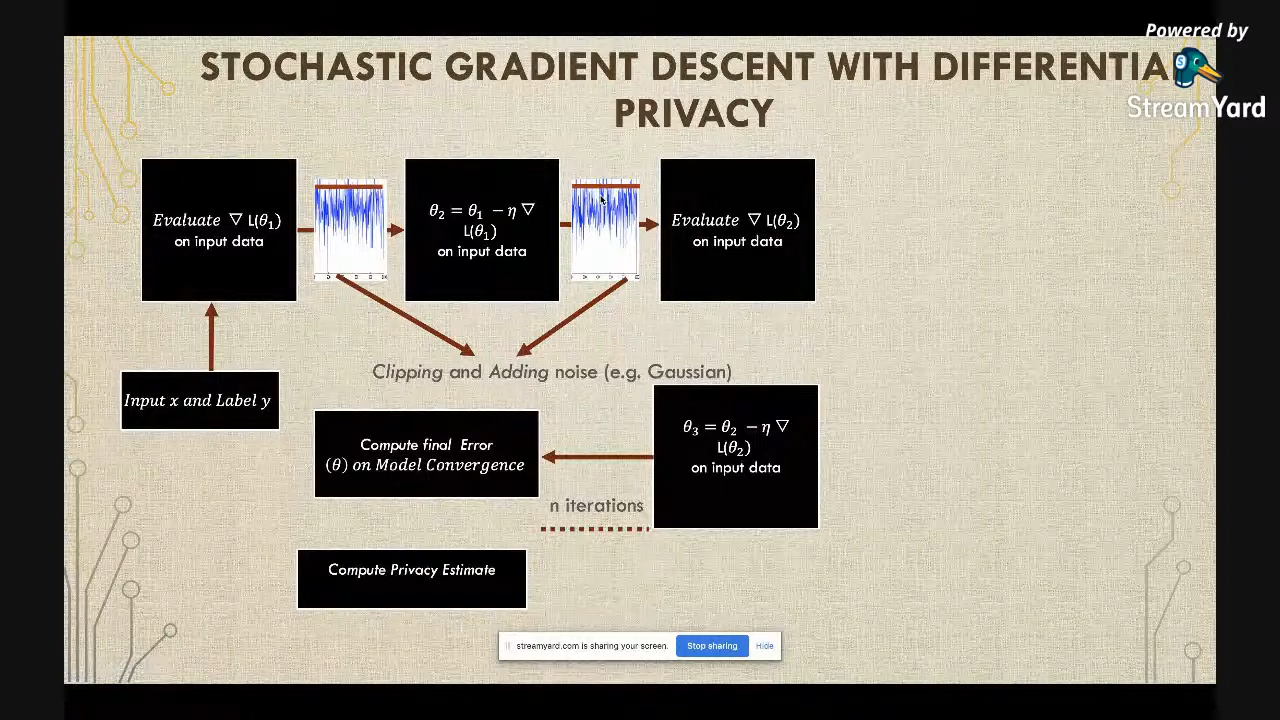 Powered by
StreamYard
STOCHASTIC GRADIENT DESCENT WITH DIFFERENTIA
PRIVACY
Evaluate ∇ L(θ₁)
on input data
θ₂ = θ₁ − η ∇
L(θ₁)
on input data
Evaluate ∇ L(θ₂)
on input data
Clipping and Adding noise (e.g. Gaussian)
Input x and Label y
Compute final Error
(θ) on Model Convergence
θ₃ = θ₂ − η ∇
L(θ₂)
on input data
n iterations
Compute Privacy Estimate
streamyard.com is sharing your screen.
Stop sharing
Hide